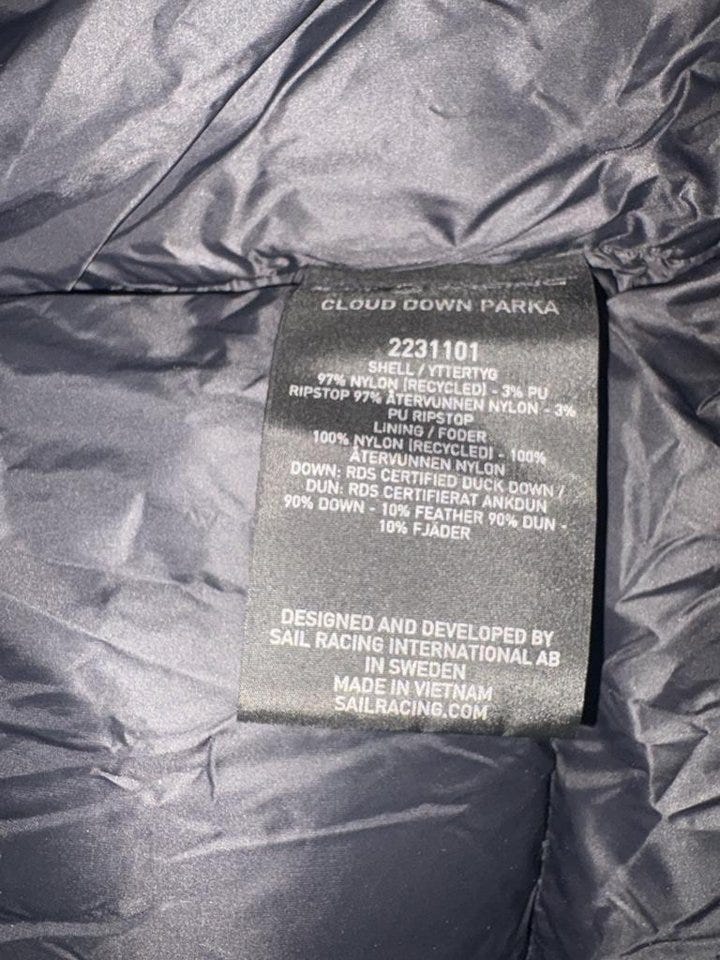 CLOUD DOWN PARKA
2231101
SHELL / YTTERTYG
97% NYLON (RECYCLED) - 3% PU
RIPSTOP 97% ÅTERVUNNEN NYLON - 3%
PU RIPSTOP
LINING / FODER
100% NYLON (RECYCLED) - 100%
ÅTERVUNNEN NYLON
DOWN: RDS CERTIFIED DUCK DOWN /
DUN: RDS CERTIFIERAT ANKDUN
90% DOWN - 10% FEATHER 90% DUN -
10% FJÄDER
DESIGNED AND DEVELOPED BY
SAIL RACING INTERNATIONAL AB
IN SWEDEN
MADE IN VIETNAM
SAILRACING.COM